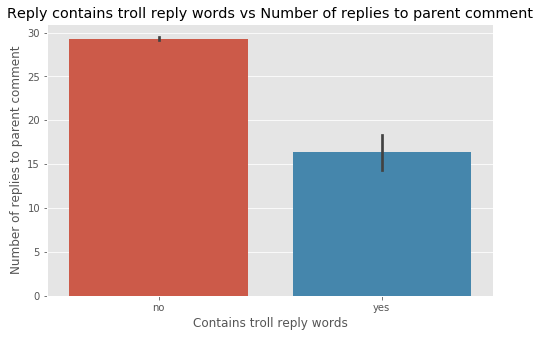 Reply contains troll reply words vs Number of replies to parent comment
Number of replies to parent comment
30
25
20
15
10
5
0
no
yes
Contains troll reply words